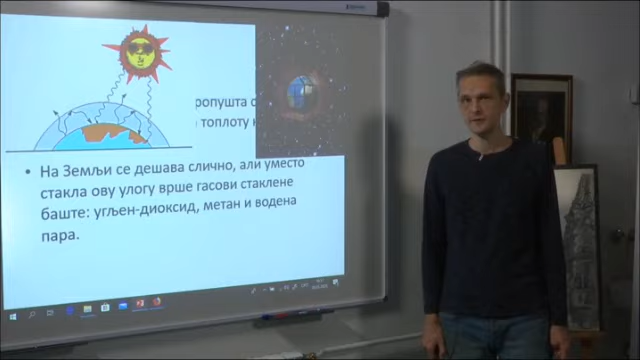 ропушта
топлоту
• На Земљи се дешава слично, али уместо
стакла ову улогу врше гасови стаклене
баште: угљен-диоксид, метан и водена
пара.